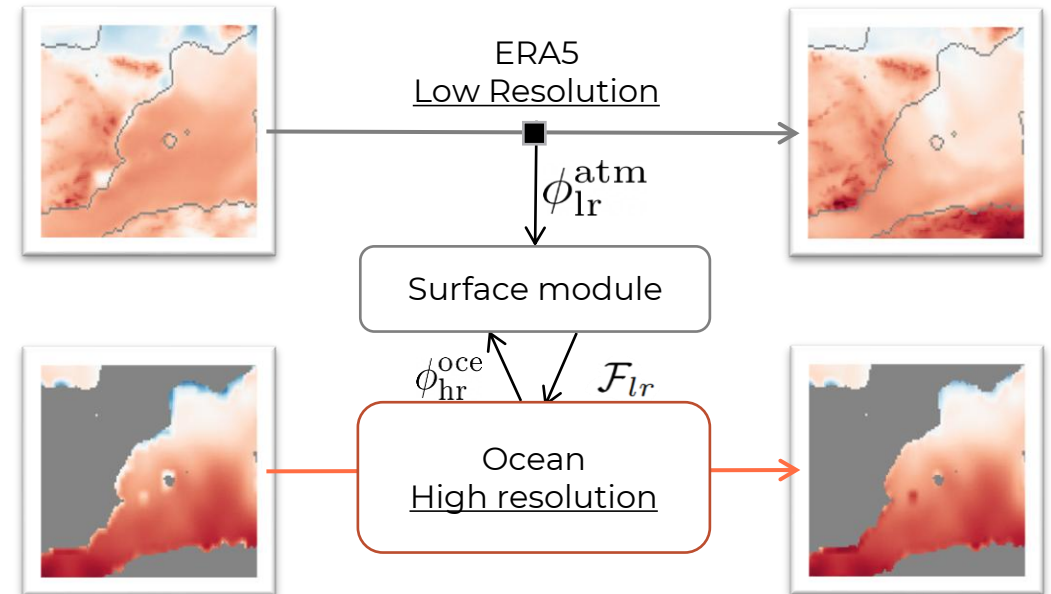 ERA5
Low Resolution
ϕ_lr^atm
Surface module
ϕ_hr^oce
ℱ_lr
Ocean
High resolution